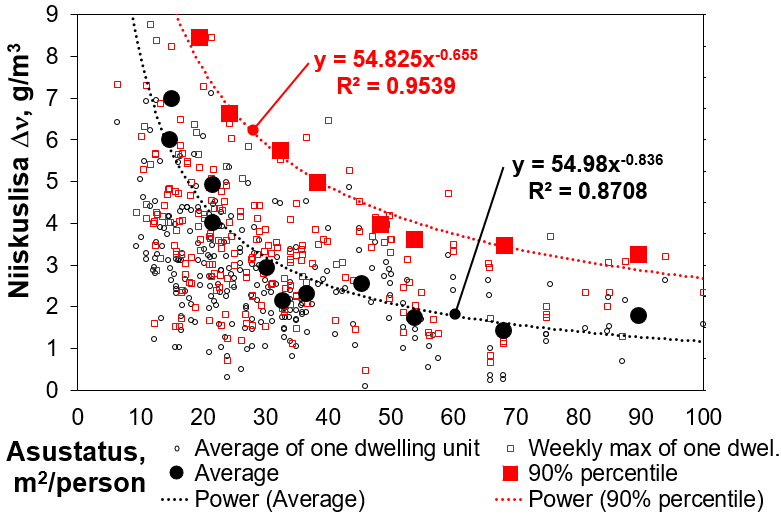 Niiskuslisa Δν, g/m³
9
8
7
6
5
4
3
2
1
0
y = 54.825x^-0.655
R² = 0.9539
y = 54.98x^-0.836
R² = 0.8708
0 10 20 30 40 50 60 70 80 90 100
Asustatus,
m²/person
Average of one dwelling unit
Weekly max of one dwel.
Average
90% percentile
Power (Average)
Power (90% percentile)